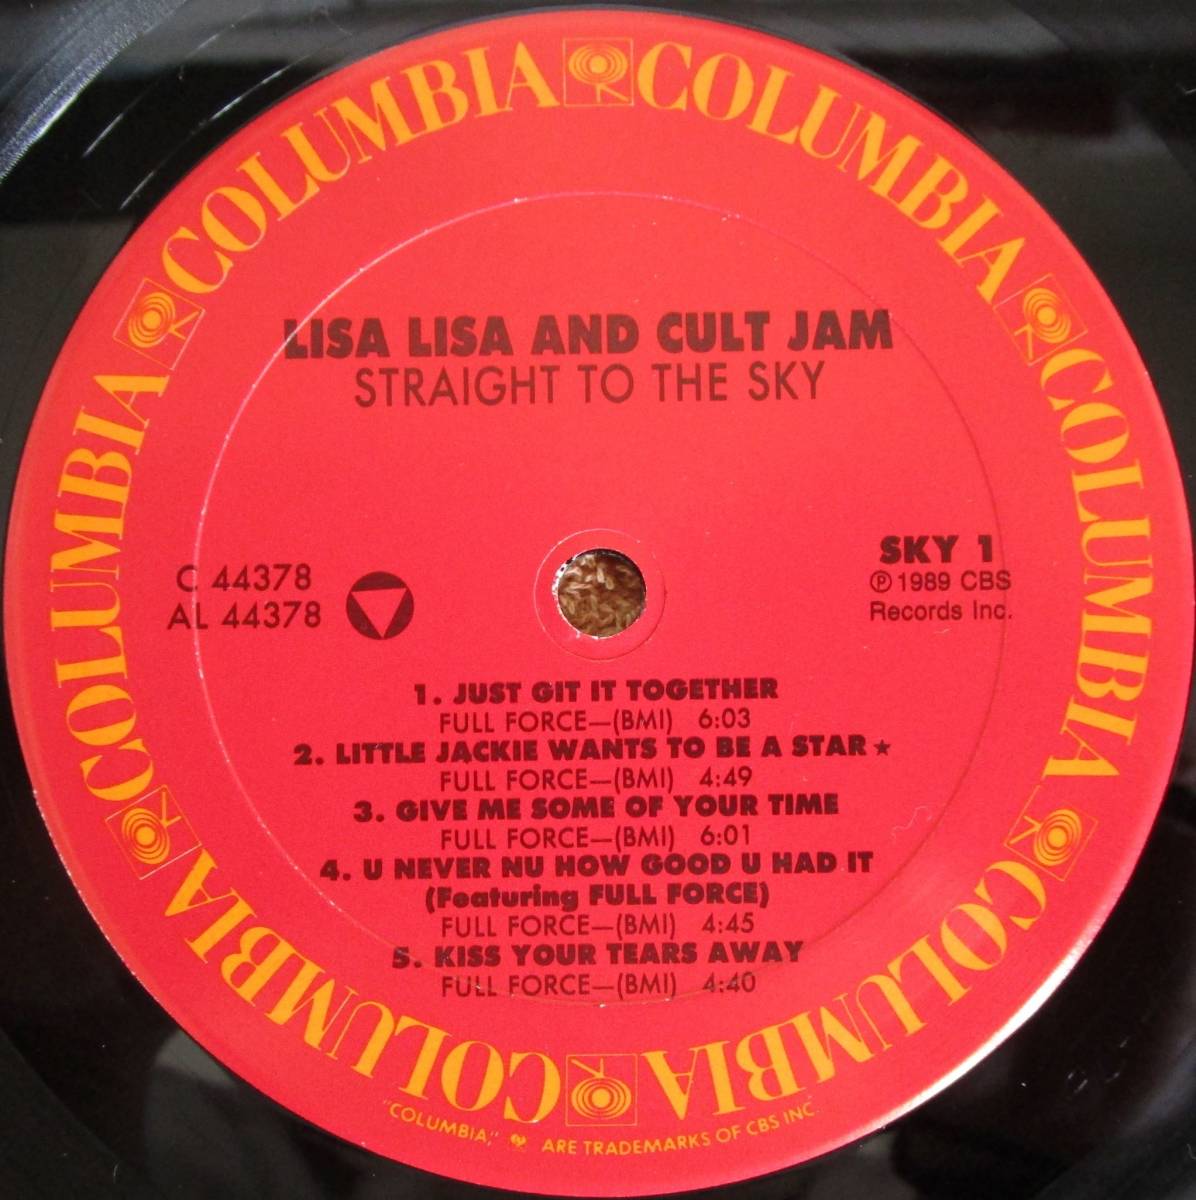 COLUMBIA COLUMBIA COLUMBIA COLUMBIA COLUMBIA COLUMBIA COLUMBIA COLUMBIA
LISA LISA AND CULT JAM
STRAIGHT TO THE SKY
C 44378
AL 44378
SKY 1
℗ 1989 CBS
Records Inc.
1. JUST GIT IT TOGETHER
FULL FORCE—(BMI) 6:03
2. LITTLE JACKIE WANTS TO BE A STAR ★
FULL FORCE—(BMI) 4:49
3. GIVE ME SOME OF YOUR TIME
FULL FORCE—(BMI) 6:01
4. U NEVER NU HOW GOOD U HAD IT
(Featuring FULL FORCE)
FULL FORCE—(BMI) 4:45
5. KISS YOUR TEARS AWAY
FULL FORCE—(BMI) 4:40
"COLUMBIA," ARE TRADEMARKS OF CBS INC.